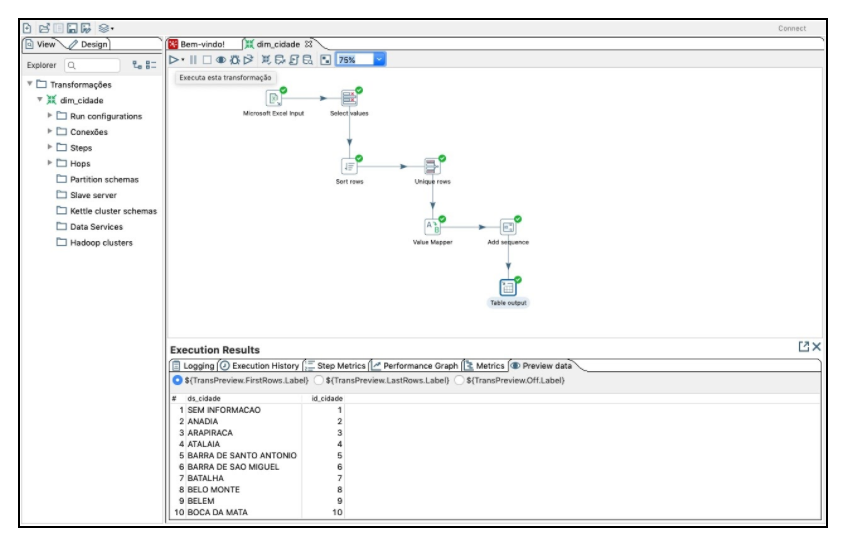 Connect
View Design
Explorer
Transformações
dim_cidade
Run configurations
Conexões
Steps
Hops
Partition schemas
Slave server
Kettle cluster schemas
Data Services
Hadoop clusters
Bem-vindo! dim_cidade
75%
Executa esta transformação
Microsoft Excel Input Select values
Sort rows Unique rows
Value Mapper Add sequence
Table output
Execution Results
Logging Execution History Step Metrics Performance Graph Metrics Preview data
${TransPreview.FirstRows.Label} ${TransPreview.LastRows.Label} ${TransPreview.Off.Label}
# ds_cidade id_cidade
1 SEM INFORMACAO 1
2 ANADIA 2
3 ARAPIRACA 3
4 ATALAIA 4
5 BARRA DE SANTO ANTONIO 5
6 BARRA DE SAO MIGUEL 6
7 BATALHA 7
8 BELO MONTE 8
9 BELEM 9
10 BOCA DA MATA 10